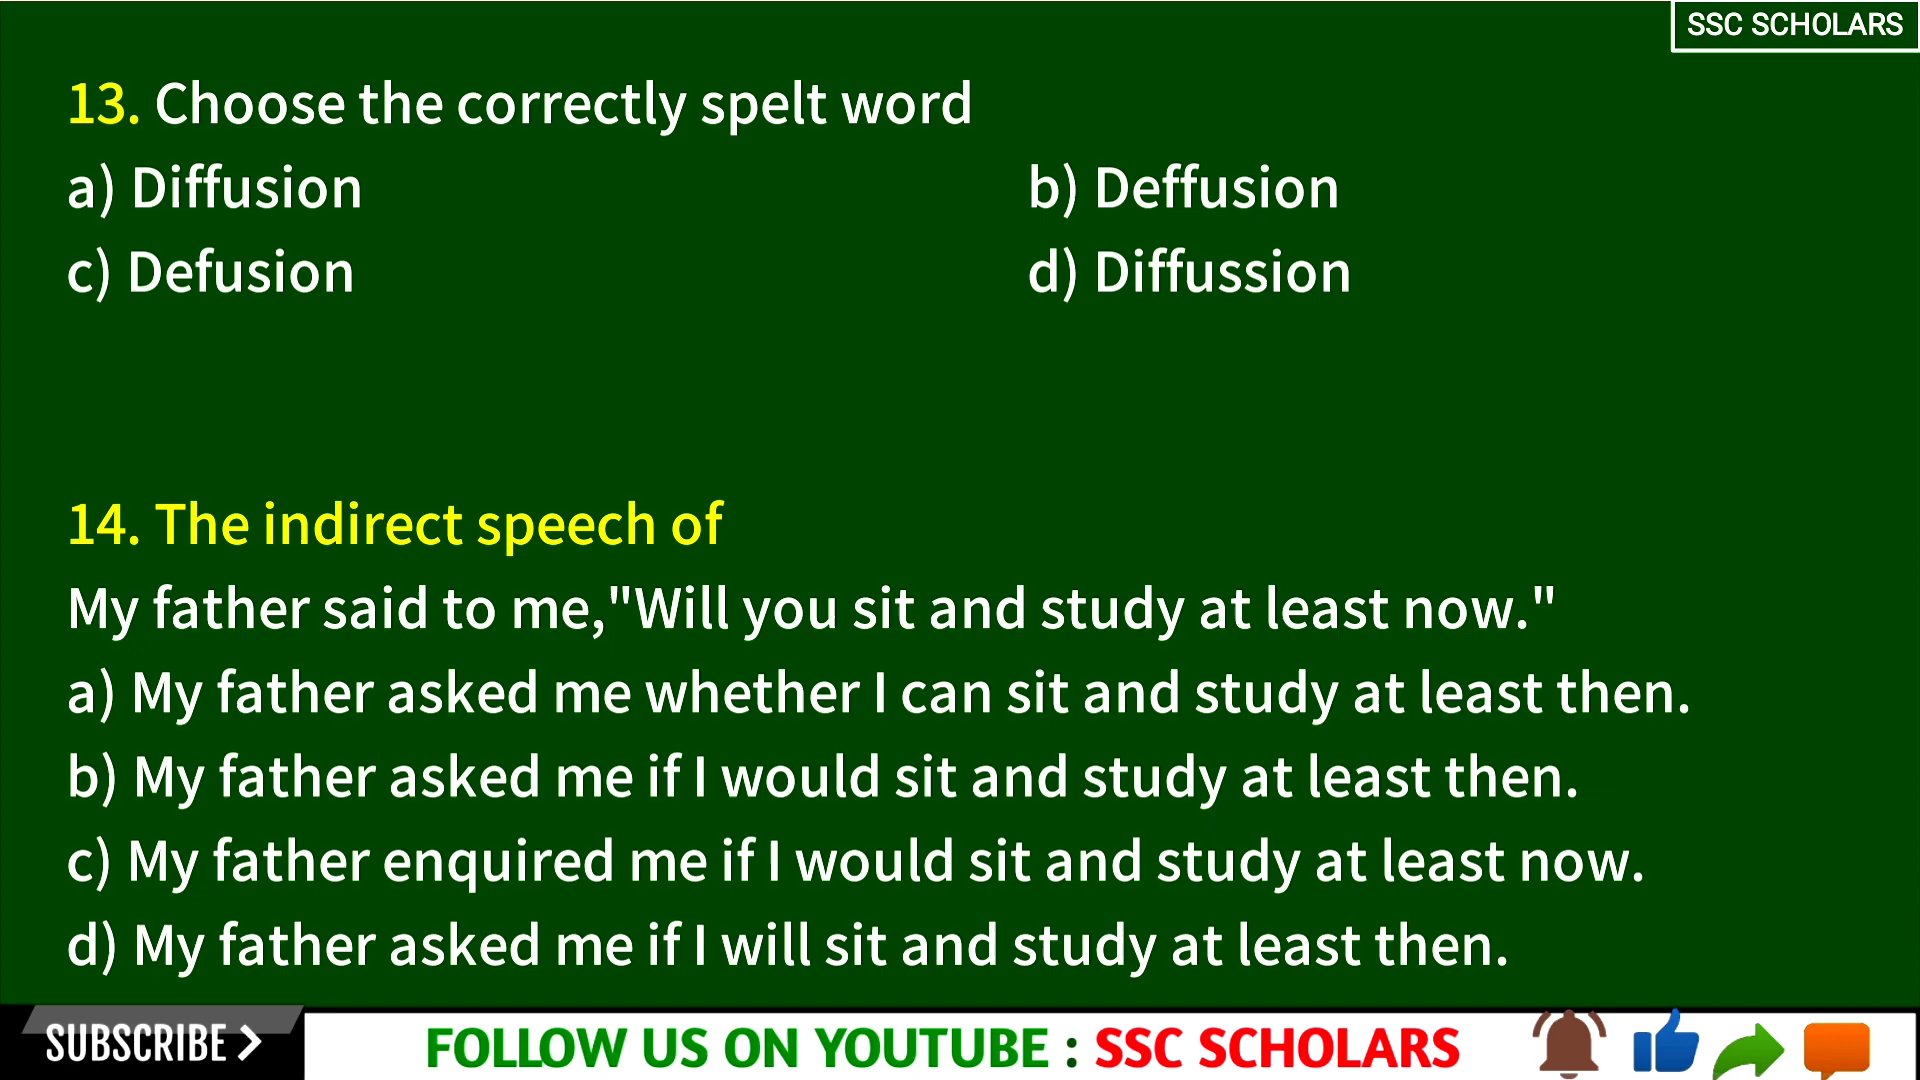 SSC SCHOLARS
13. Choose the correctly spelt word
a) Diffusion b) Deffusion
c) Defusion d) Diffussion
14. The indirect speech of
My father said to me,"Will you sit and study at least now."
a) My father asked me whether I can sit and study at least then.
b) My father asked me if I would sit and study at least then.
c) My father enquired me if I would sit and study at least now.
d) My father asked me if I will sit and study at least then.
SUBSCRIBE FOLLOW US ON YOUTUBE : SSC SCHOLARS